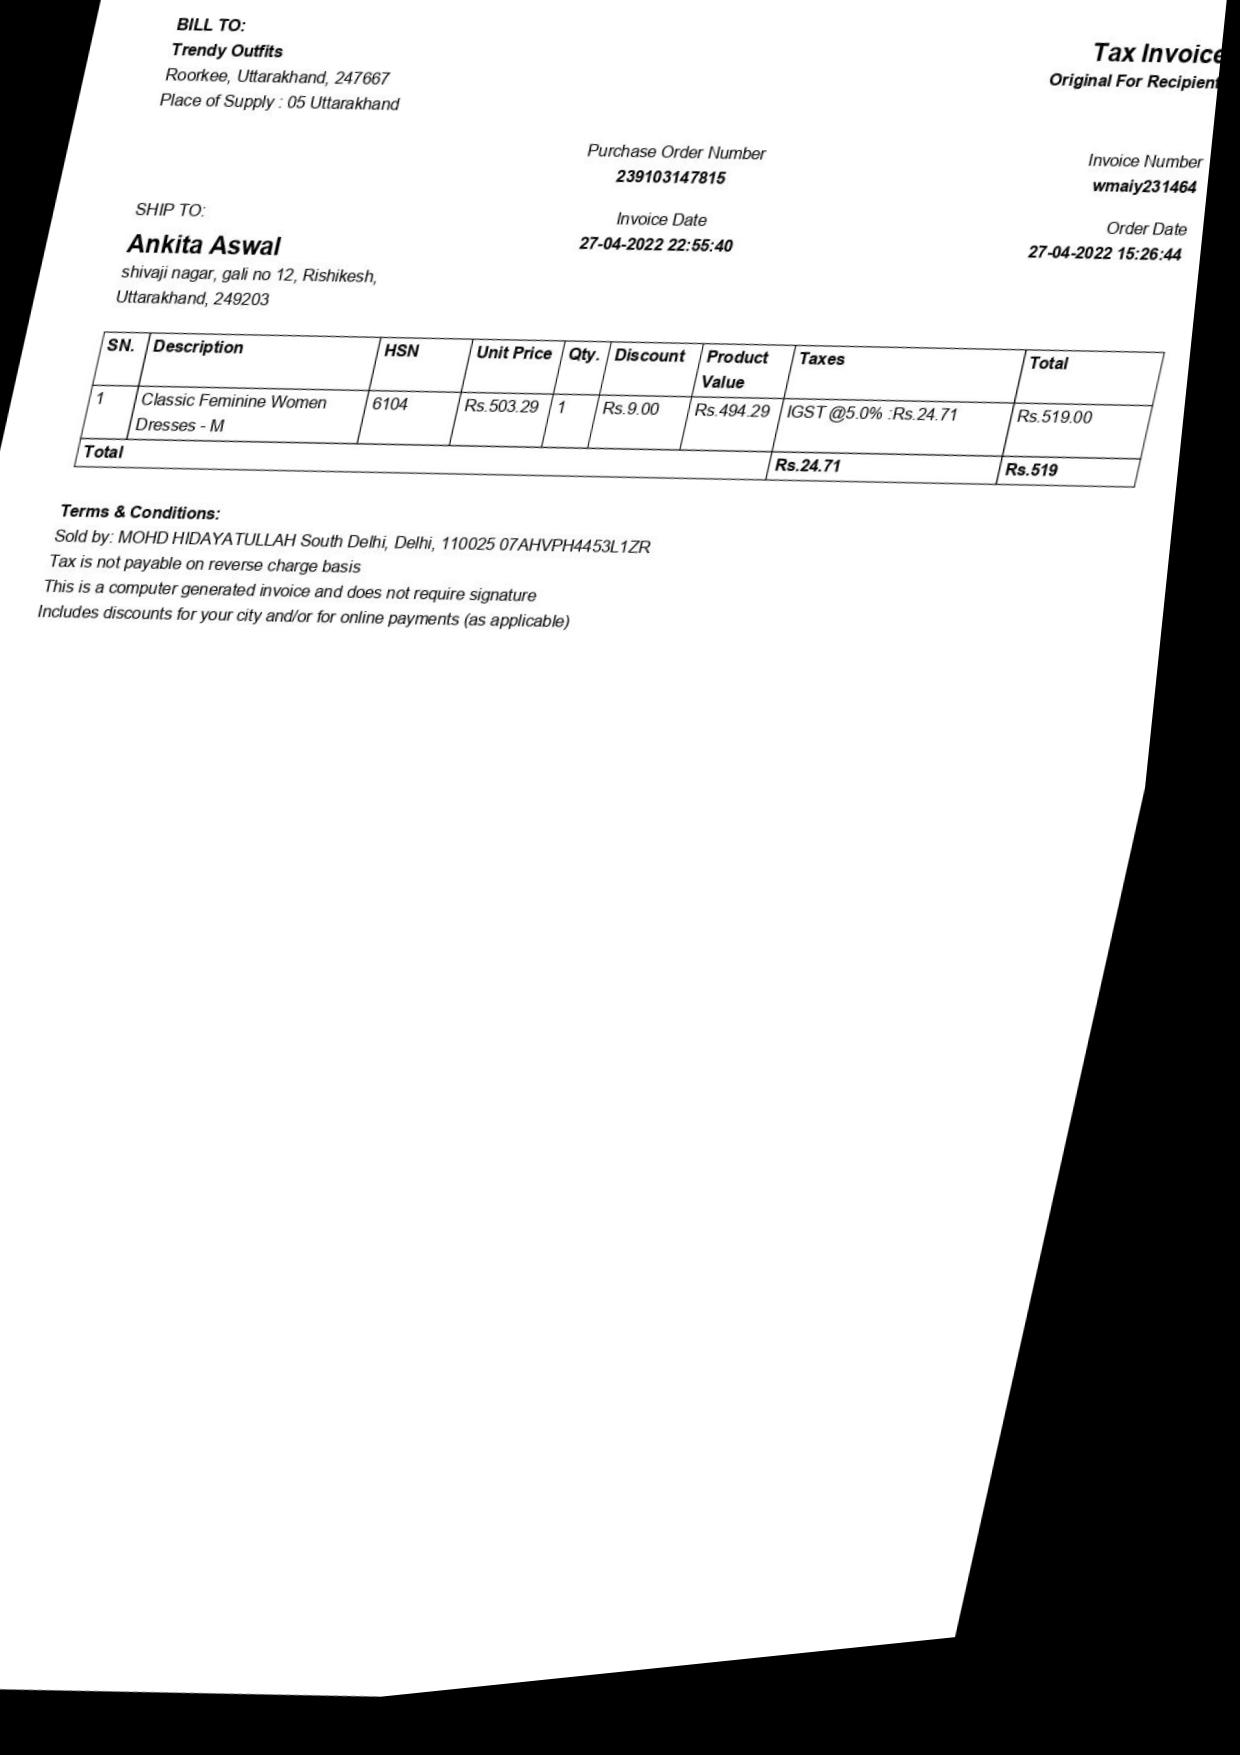 BILL TO:
Trendy Outfits
Roorkee, Uttarakhand, 247667
Place of Supply : 05 Uttarakhand
Tax Invoice
Original For Recipient
Purchase Order Number
239103147815
Invoice Number
wmaiy231464
SHIP TO:
Ankita Aswal
shivaji nagar, gali no 12, Rishikesh,
Uttarakhand, 249203
Invoice Date
27-04-2022 22:55:40
Order Date
27-04-2022 15:26:44
SN. Description HSN Unit Price Qty. Discount Product Value Taxes Total
1 Classic Feminine Women Dresses - M 6104 Rs.503.29 1 Rs.9.00 Rs.494.29 IGST @5.0% :Rs.24.71 Rs.519.00
Total Rs.24.71 Rs.519
Terms & Conditions:
Sold by: MOHD HIDAYATULLAH South Delhi, Delhi, 110025 07AHVPH4453L1ZR
Tax is not payable on reverse charge basis
This is a computer generated invoice and does not require signature
Includes discounts for your city and/or for online payments (as applicable)